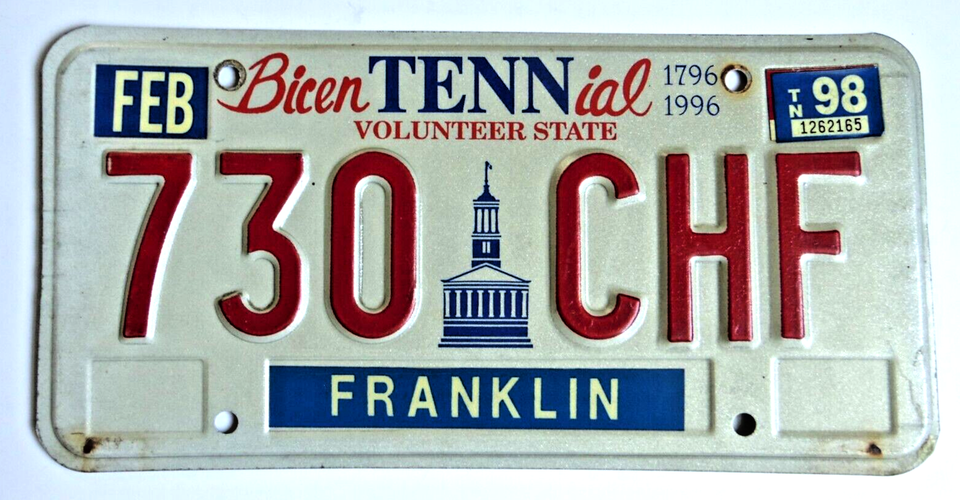 FEB
BicenTENNial
1796
1996
VOLUNTEER STATE
TN 98
1262165
730 CHF
FRANKLIN